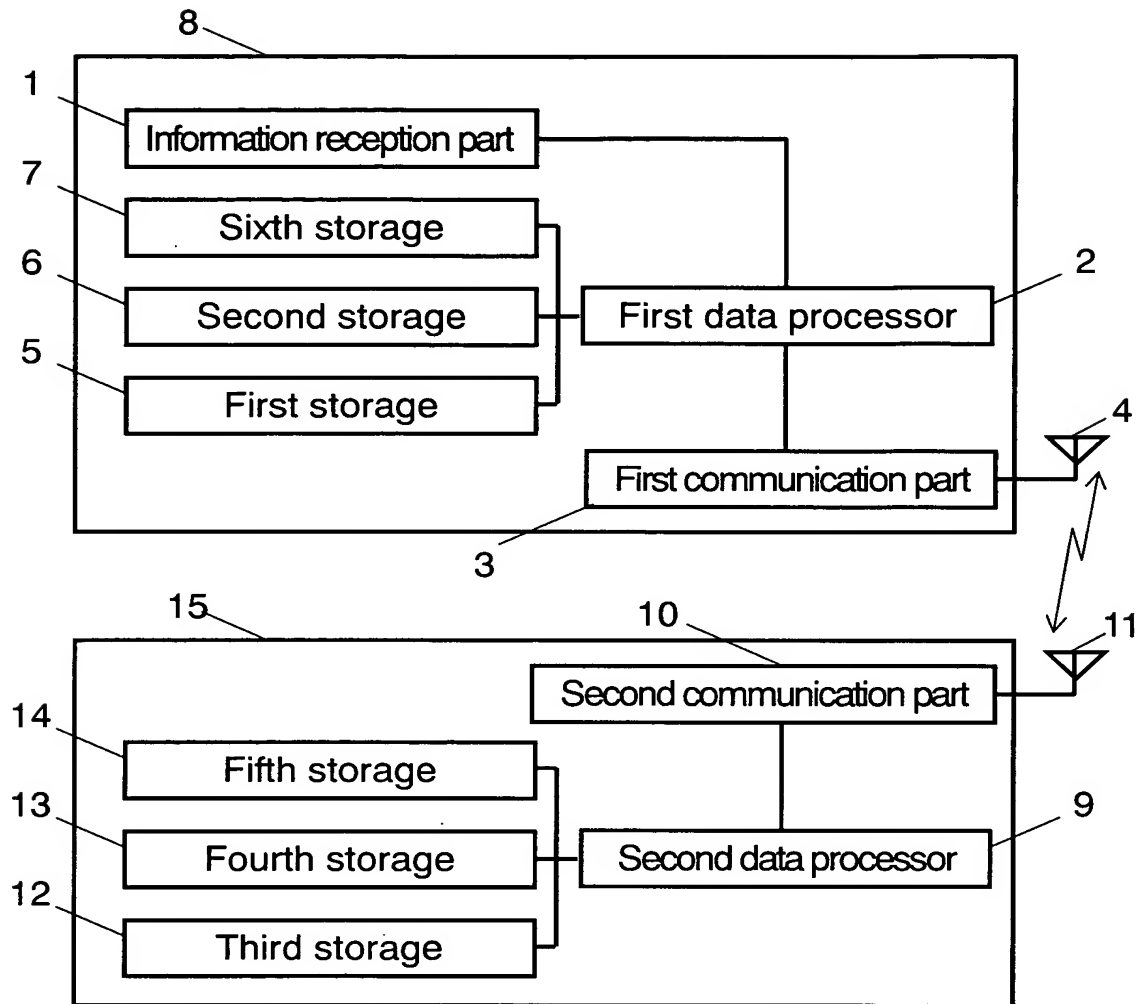 8
1
Information reception part
7
Sixth storage
6
Second storage
2
First data processor
5
First storage
4
First communication part
3
15
10
11
Second communication part
14
Fifth storage
13
Fourth storage
9
Second data processor
12
Third storage